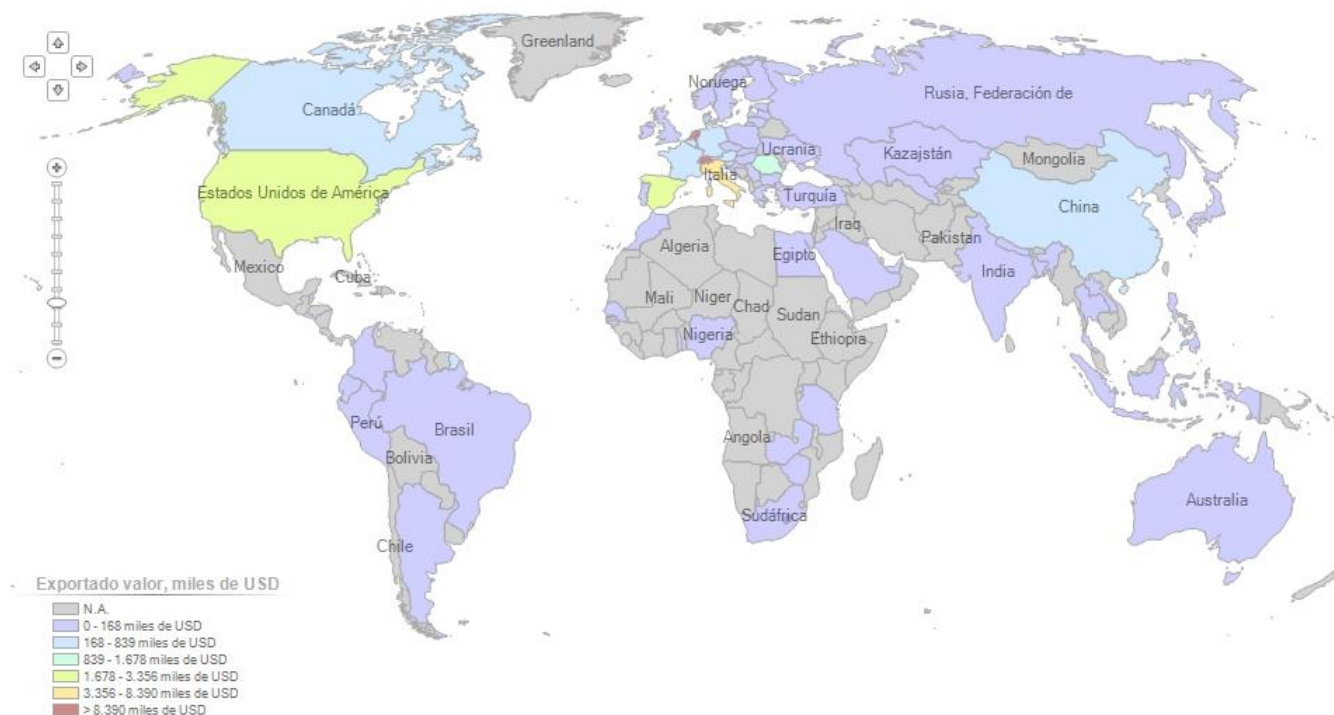 Greenland
Noruega
Rusia, Federación de
Canadá
Ucrania
Kazajstán
Mongolia
Italia
Estados Unidos de América
Turquía
China
Iraq
Pakistan
Algeria
Egipto
India
Mexico
Cuba
Mali
Niger
Chad
Sudan
Nigeria
Ethiopia
Perú
Brasil
Angola
Bolivia
Australia
Sudáfrica
Chile
Exportado valor, miles de USD
N.A.
0 - 168 miles de USD
168 - 839 miles de USD
839 - 1.678 miles de USD
1.678 - 3.356 miles de USD
3.356 - 8.390 miles de USD
> 8.390 miles de USD